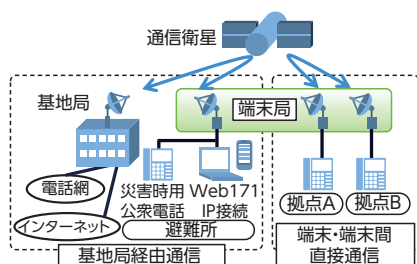 通信衛星
基地局
端末局
電話網
インターネット
災害時用
公衆電話
Web171
IP接続
避難所
拠点A
拠点B
基地局経由通信
端末・端末間
直接通信